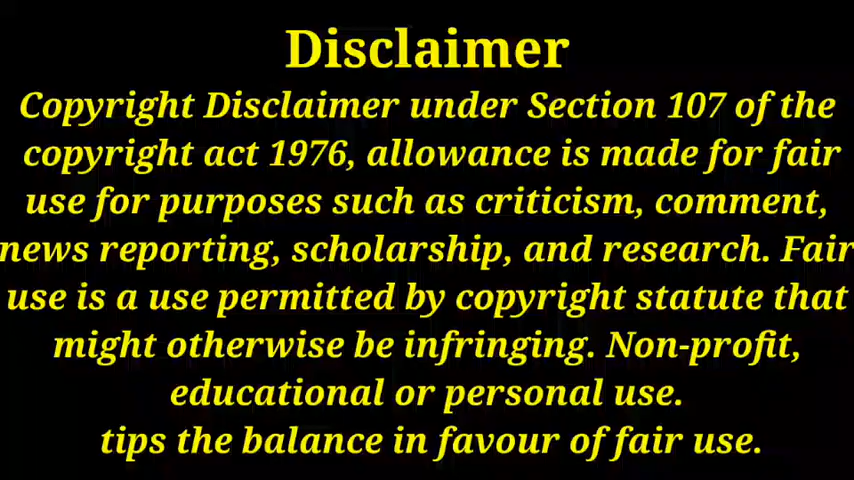 Disclaimer
Copyright Disclaimer under Section 107 of the
copyright act 1976, allowance is made for fair
use for purposes such as criticism, comment,
news reporting, scholarship, and research. Fair
use is a use permitted by copyright statute that
might otherwise be infringing. Non-profit,
educational or personal use.
tips the balance in favour of fair use.